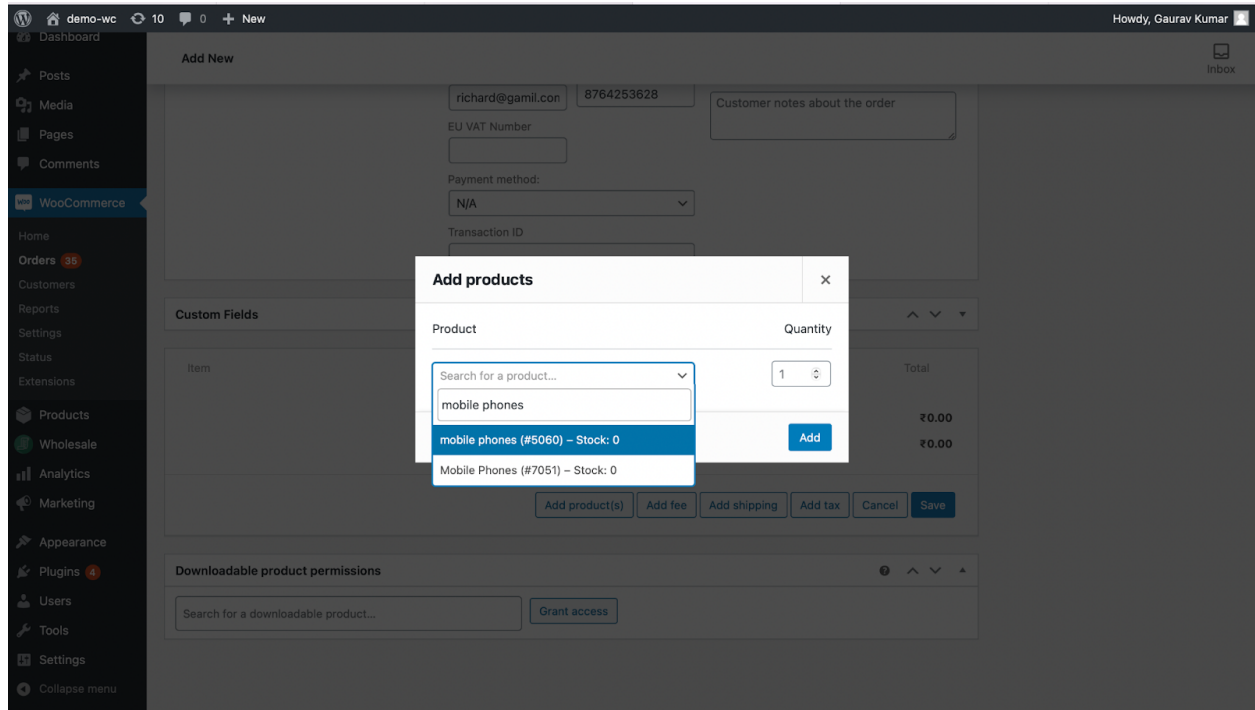 demo-wc 10 0 New Howdy, Gaurav Kumar
Dashboard
Posts
Media
Pages
Comments
WooCommerce
Home
Orders 35
Customers
Reports
Settings
Status
Extensions
Products
Wholesale
Analytics
Marketing
Appearance
Plugins 4
Users
Tools
Settings
Collapse menu
Add New
Inbox
richard@gamil.con 8764253628
Customer notes about the order
EU VAT Number
Payment method:
N/A
Transaction ID
Custom Fields
Item Total
₹0.00
₹0.00
Add products
Product Quantity
Search for a product... 1
mobile phones
mobile phones (#5060) – Stock: 0
Mobile Phones (#7051) – Stock: 0
Add
Add product(s) Add fee Add shipping Add tax Cancel Save
Downloadable product permissions
Search for a downloadable product... Grant access